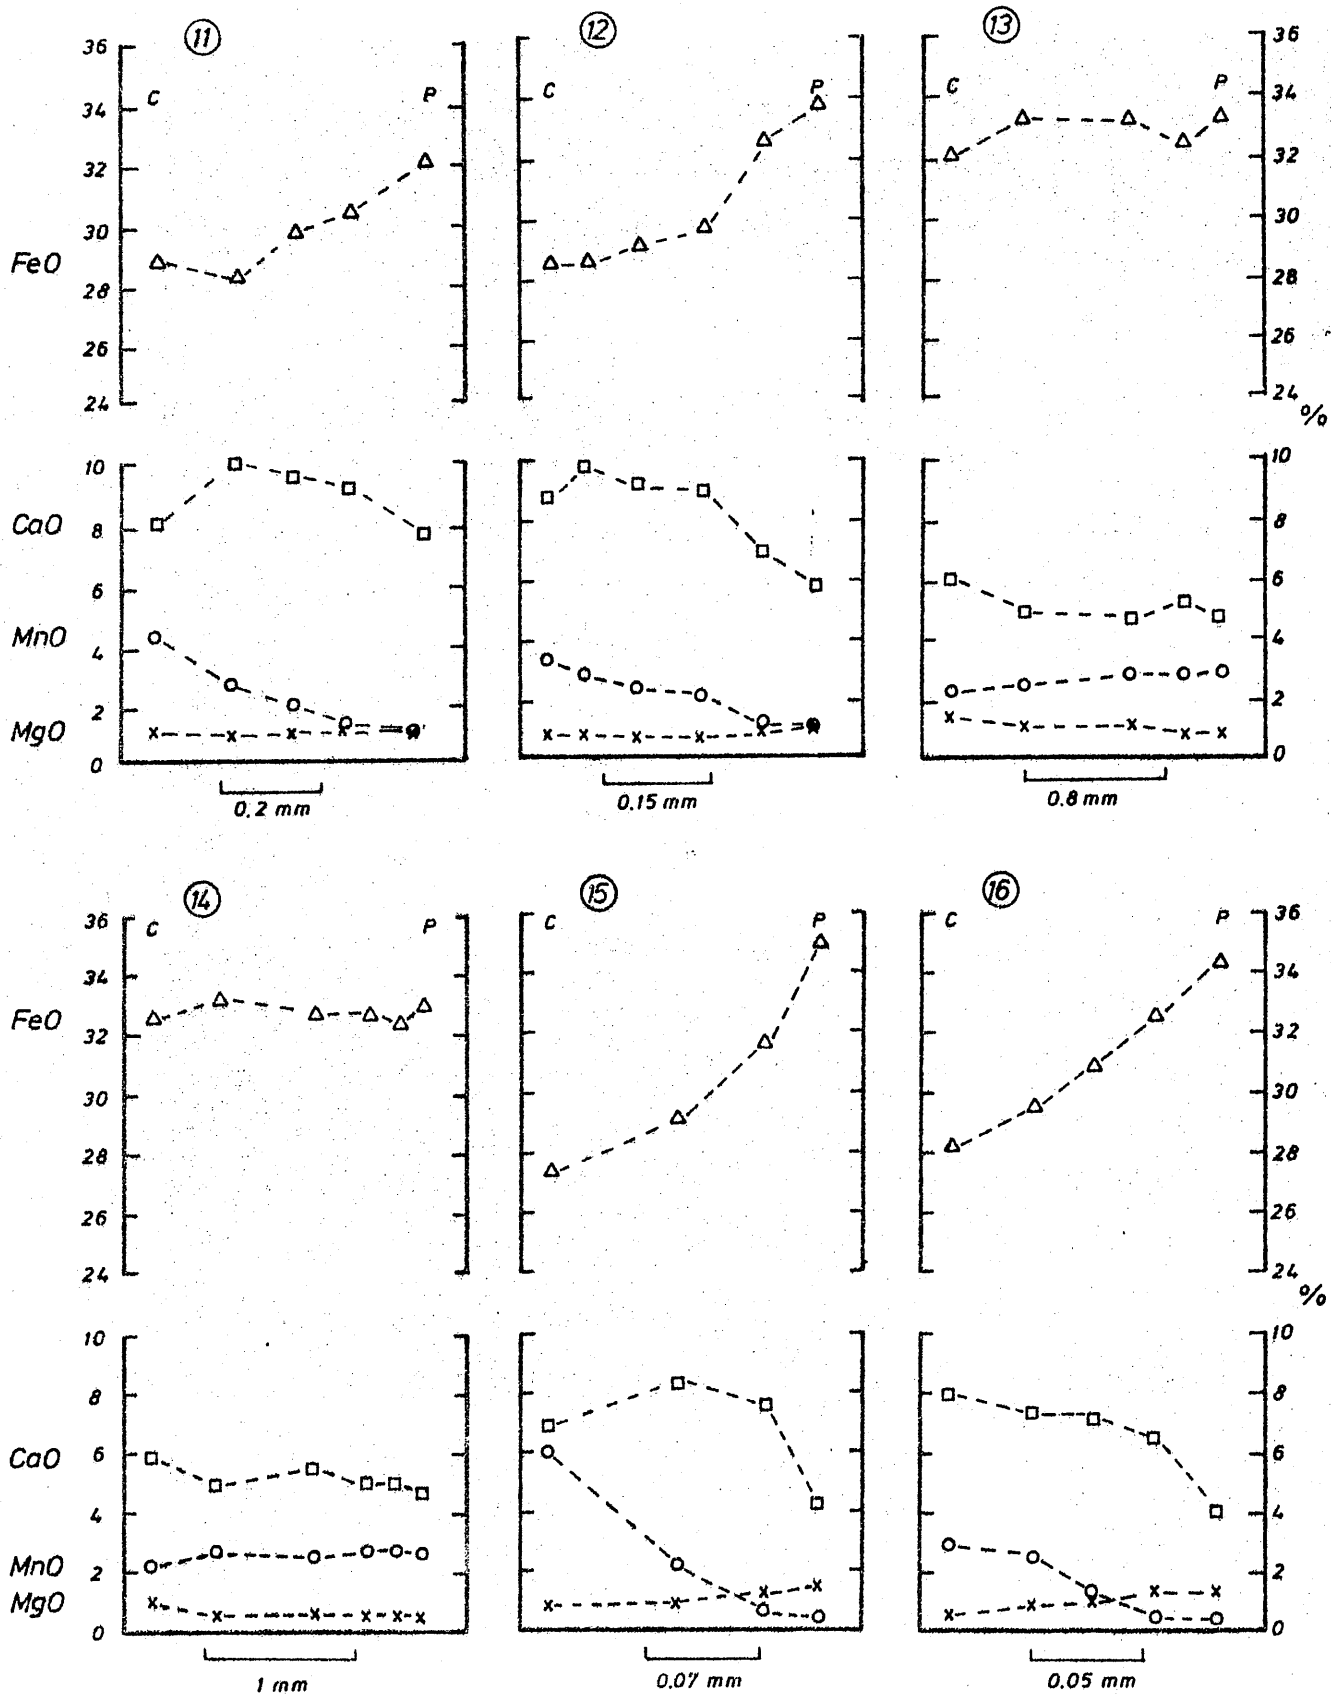 11 12 13
36 36
C P C P C P
34 34
32 32
30 30
FeO 28 28
26 26
24 24
%
10 10
CaO 8 8
6 6
MnO 4 4
2 2
MgO 0 0
0.2 mm 0.15 mm 0.8 mm
14 15 16
36 36
C P C P C P
34 34
FeO 32 32
30 30
28 28
26 26
24 24
%
10 10
8 8
CaO 6 6
4 4
MnO 2 2
MgO
0 0
1 mm 0.07 mm 0.05 mm